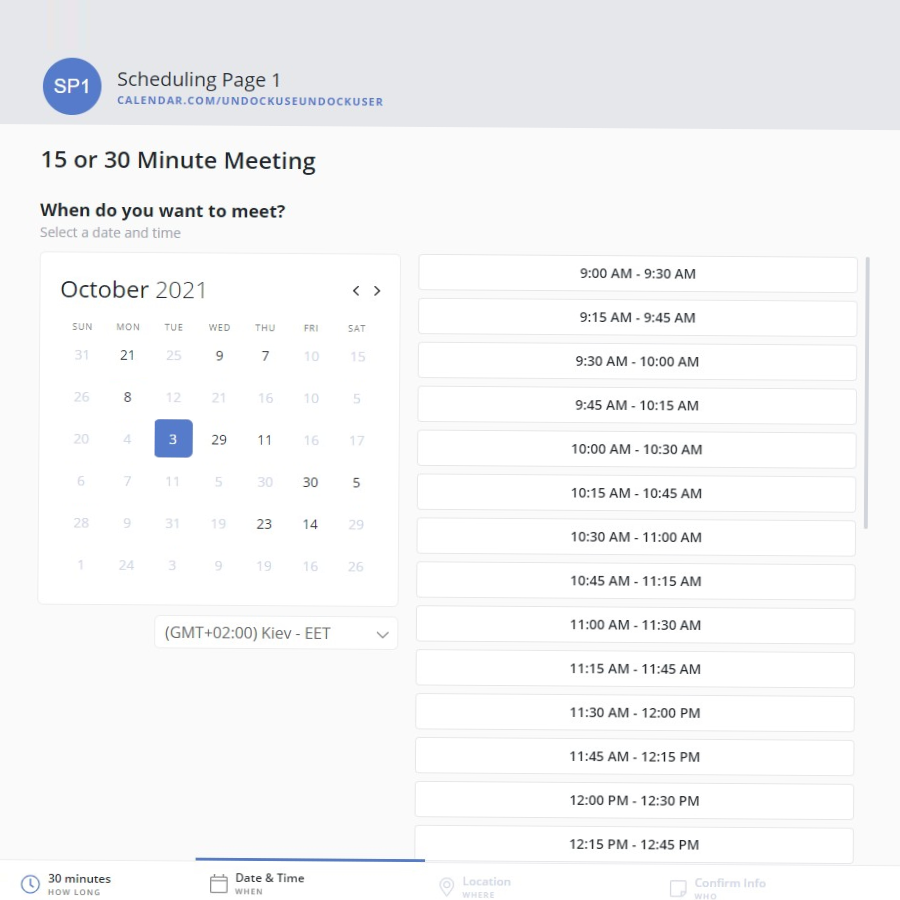 SP1
Scheduling Page 1
CALENDAR.COM/UNDOCKUSEUNDOCKUSER
15 or 30 Minute Meeting
When do you want to meet?
Select a date and time
October 2021
SUN MON TUE WED THU FRI SAT
31 21 25 9 7 10 15
26 8 12 21 16 10 5
20 4 3 29 11 16 17
6 7 11 5 30 30 5
28 9 31 19 23 14 29
1 24 3 9 19 16 26
(GMT+02:00) Kiev - EET
9:00 AM - 9:30 AM
9:15 AM - 9:45 AM
9:30 AM - 10:00 AM
9:45 AM - 10:15 AM
10:00 AM - 10:30 AM
10:15 AM - 10:45 AM
10:30 AM - 11:00 AM
10:45 AM - 11:15 AM
11:00 AM - 11:30 AM
11:15 AM - 11:45 AM
11:30 AM - 12:00 PM
11:45 AM - 12:15 PM
12:00 PM - 12:30 PM
12:15 PM - 12:45 PM
30 minutes
HOW LONG
Date & Time
WHEN
Location
WHERE
Confirm Info
WHO